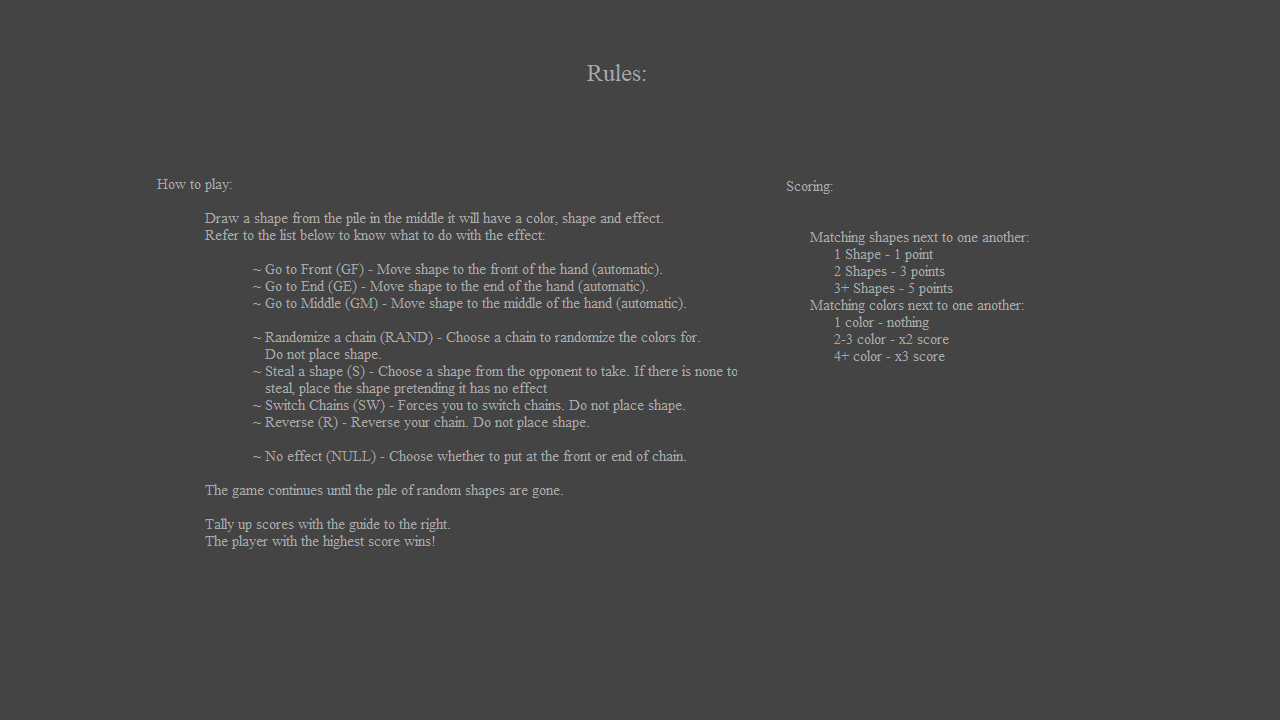 Rules:
How to play:
Draw a shape from the pile in the middle it will have a color, shape and effect.
Refer to the list below to know what to do with the effect:
~ Go to Front (GF) - Move shape to the front of the hand (automatic).
~ Go to End (GE) - Move shape to the end of the hand (automatic).
~ Go to Middle (GM) - Move shape to the middle of the hand (automatic).
~ Randomize a chain (RAND) - Choose a chain to randomize the colors for.
Do not place shape.
~ Steal a shape (S) - Choose a shape from the opponent to take. If there is none to
steal, place the shape pretending it has no effect
~ Switch Chains (SW) - Forces you to switch chains. Do not place shape.
~ Reverse (R) - Reverse your chain. Do not place shape.
~ No effect (NULL) - Choose whether to put at the front or end of chain.
The game continues until the pile of random shapes are gone.
Tally up scores with the guide to the right.
The player with the highest score wins!
Scoring:
Matching shapes next to one another:
1 Shape - 1 point
2 Shapes - 3 points
3+ Shapes - 5 points
Matching colors next to one another:
1 color - nothing
2-3 color - x2 score
4+ color - x3 score